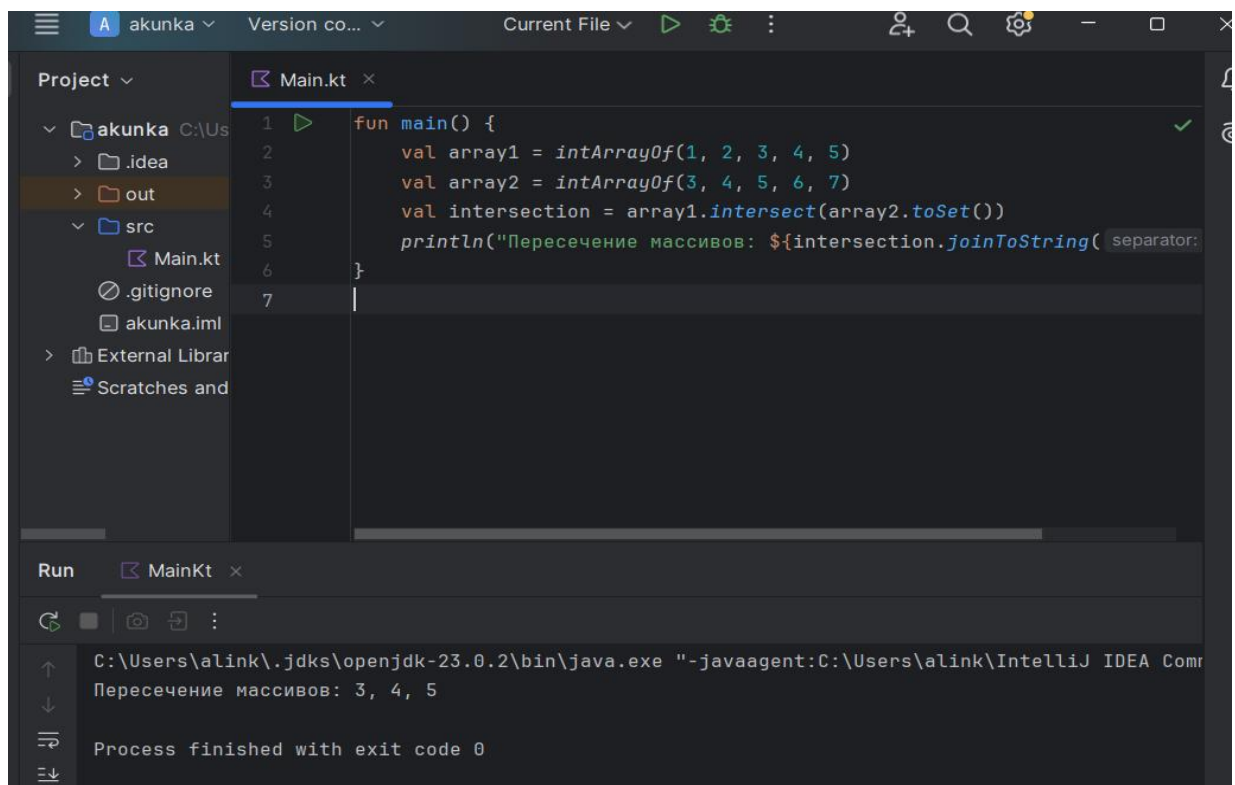 A akunka Version co... Current File
Project
Main.kt
akunka C:\Us
.idea
out
src
Main.kt
.gitignore
akunka.iml
External Librar
Scratches and
1 fun main() {
2 val array1 = intArrayOf(1, 2, 3, 4, 5)
3 val array2 = intArrayOf(3, 4, 5, 6, 7)
4 val intersection = array1.intersect(array2.toSet())
5 println("Пересечение массивов: ${intersection.joinToString( separator:
6 }
7
Run MainKt
C:\Users\alink\.jdks\openjdk-23.0.2\bin\java.exe "-javaagent:C:\Users\alink\IntelliJ IDEA Com
Пересечение массивов: 3, 4, 5
Process finished with exit code 0